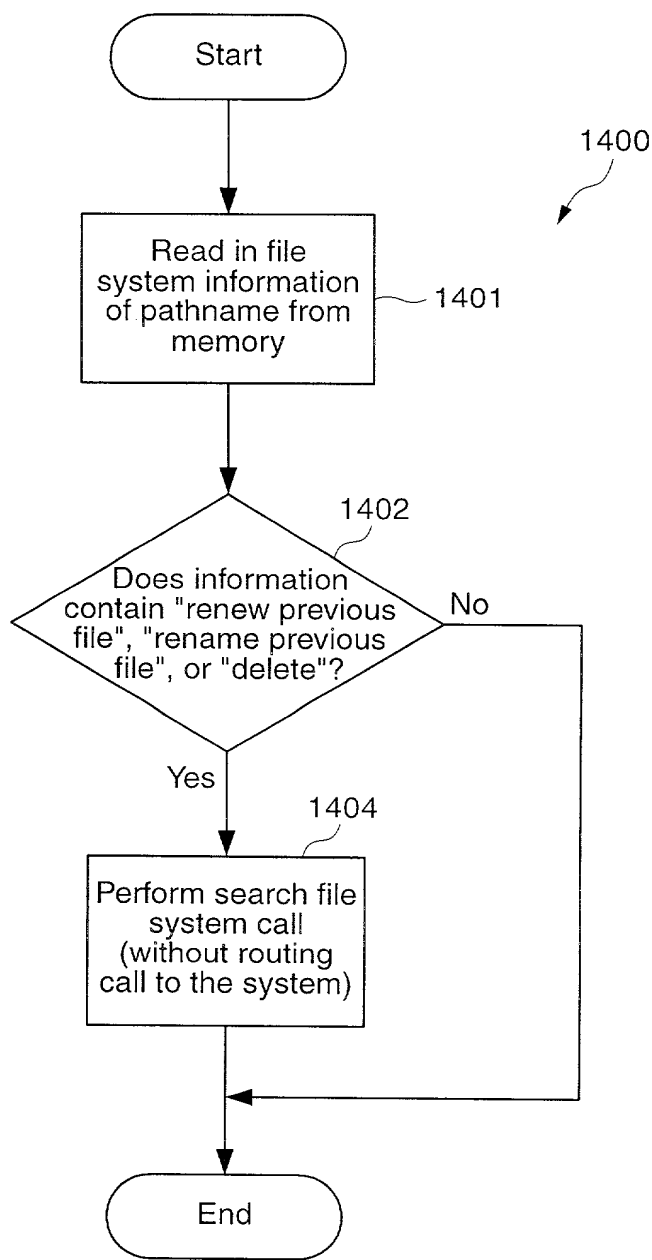 Start
1400
Read in file
system information
of pathname from
memory
1401
1402
Does information
contain "renew previous
file", "rename previous
file", or "delete"?
No
Yes
1404
Perform search file
system call
(without routing
call to the system)
End